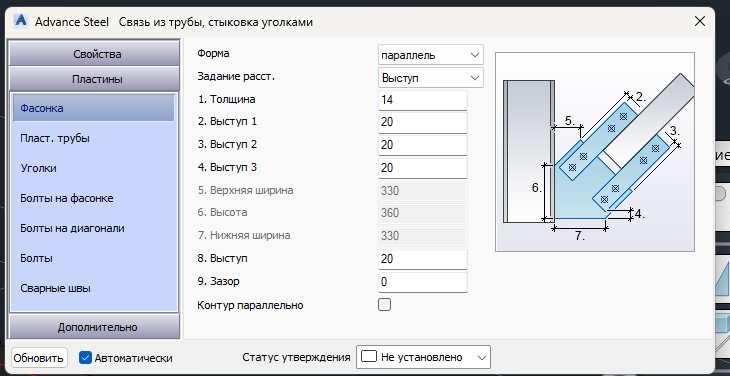 Advance Steel Связь из трубы, стыковка уголками
Свойства
Пластины
Фасонка
Пласт. трубы
Уголки
Болты на фасонке
Болты на диагонали
Болты
Сварные швы
Дополнительно
Форма параллель
Задание расст. Выступ
1. Толщина 14
2. Выступ 1 20
3. Выступ 2 20
4. Выступ 3 20
5. Верхняя ширина 330
6. Высота 360
7. Нижняя ширина 330
8. Выступ 20
9. Зазор 0
Контур параллельно
2.
5.
3.
6.
4.
7.
ие
Обновить Автоматически Статус утверждения Не установлено